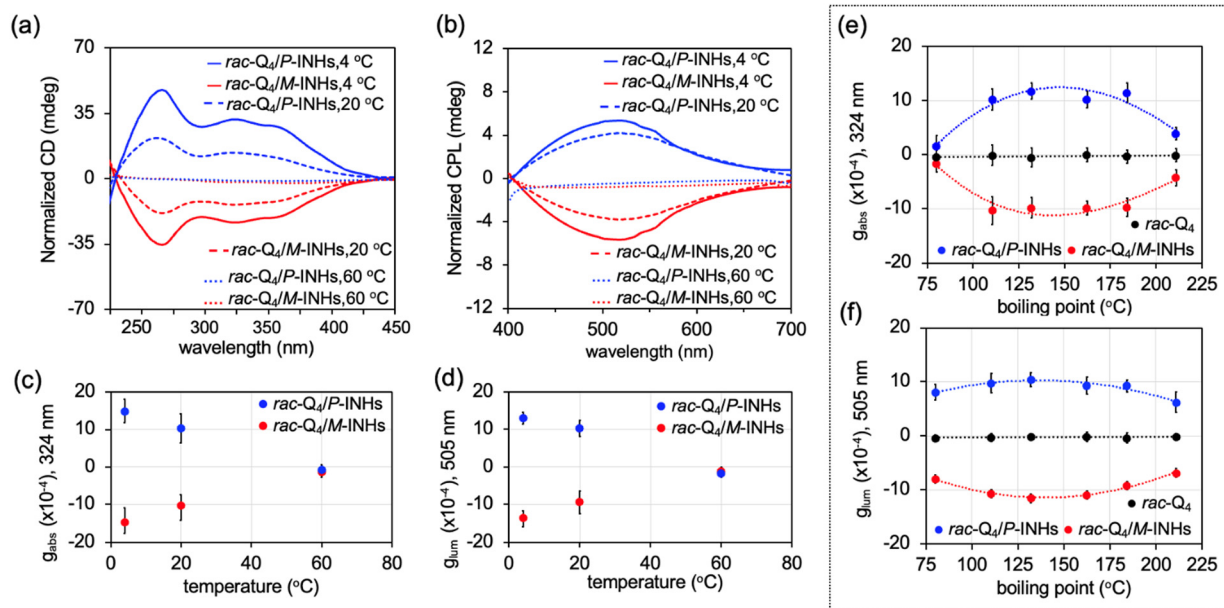 (a)
Normalized CD (mdeg)
70
35
0
-35
-70
rac-Q4/P-INHs,4 °C
rac-Q4/M-INHs,4 °C
rac-Q4/P-INHs,20 °C
rac-Q4/M-INHs,20 °C
rac-Q4/P-INHs,60 °C
rac-Q4/M-INHs,60 °C
225 300 375 450
wavelength (nm)
(b)
Normalized CPL (mdeg)
12
8
4
0
-4
-8
-12
rac-Q4/P-INHs,4 °C
rac-Q4/M-INHs,4 °C
rac-Q4/P-INHs,20 °C
rac-Q4/M-INHs,20 °C
rac-Q4/P-INHs,60 °C
rac-Q4/M-INHs,60 °C
400 500 600 700
wavelength (nm)
(c)
gabs (x10-4), 324 nm
20
10
0
-10
-20
rac-Q4/P-INHs
rac-Q4/M-INHs
0 20 40 60 80
temperature (°C)
(d)
glum (x10-4), 505 nm
20
10
0
-10
-20
rac-Q4/P-INHs
rac-Q4/M-INHs
0 20 40 60 80
temperature (°C)
(e)
gabs (x10-4), 324 nm
20
10
0
-10
-20
rac-Q4
rac-Q4/P-INHs rac-Q4/M-INHs
75 100 125 150 175 200 225
boiling point (°C)
(f)
glum (x10-4), 505 nm
20
10
0
-10
-20
rac-Q4
rac-Q4/P-INHs rac-Q4/M-INHs
75 100 125 150 175 200 225
boiling point (°C)